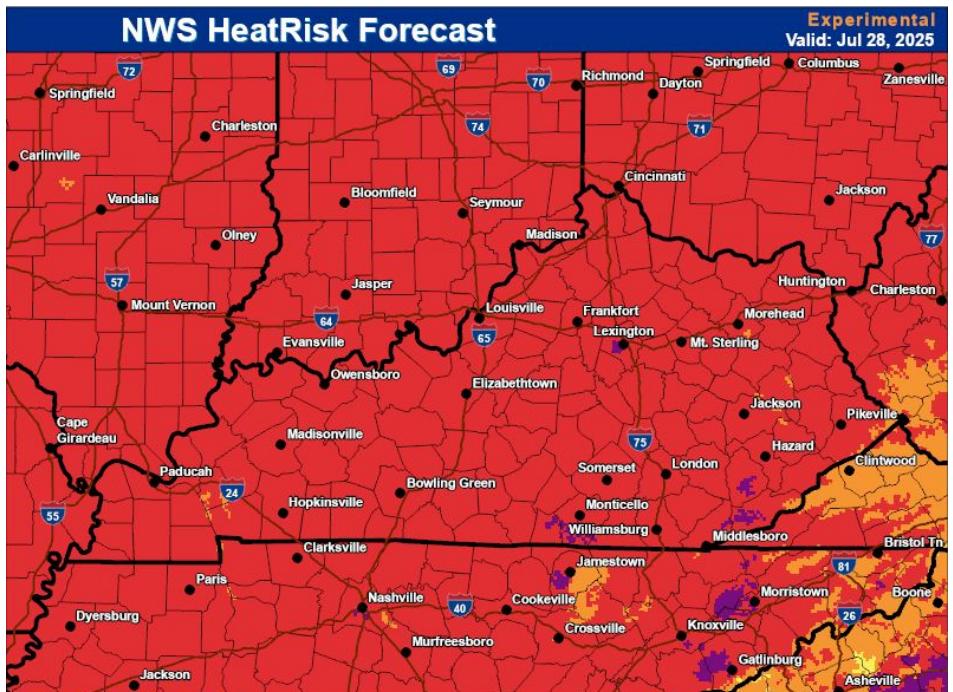 NWS HeatRisk Forecast
Experimental
Valid: Jul 28, 2025
72
69
70
Richmond
Springfield
Columbus
Springfield
Dayton
Zanesville
Charleston
74
71
Carlinville
Cincinnati
Vandalia
Bloomfield
Seymour
Jackson
Olney
Madison
77
57
Jasper
Huntington
Charleston
Mount Vernon
64
Louisville
Frankfort
Morehead
Evansville
65
Lexington
Mt. Sterling
Owensboro
Elizabethtown
Cape
Girardeau
Jackson
Pikeville
Madisonville
75
Hazard
Paducah
Somerset
London
Clintwood
24
Bowling Green
55
Hopkinsville
Monticello
Williamsburg
Middlesboro
Clarksville
Bristol Tn
Jamestown
81
Paris
Nashville
40
Cookeville
Morristown
Boone
Dyersburg
26
Murfreesboro
Crossville
Knoxville
Jackson
Gatlinburg
Asheville